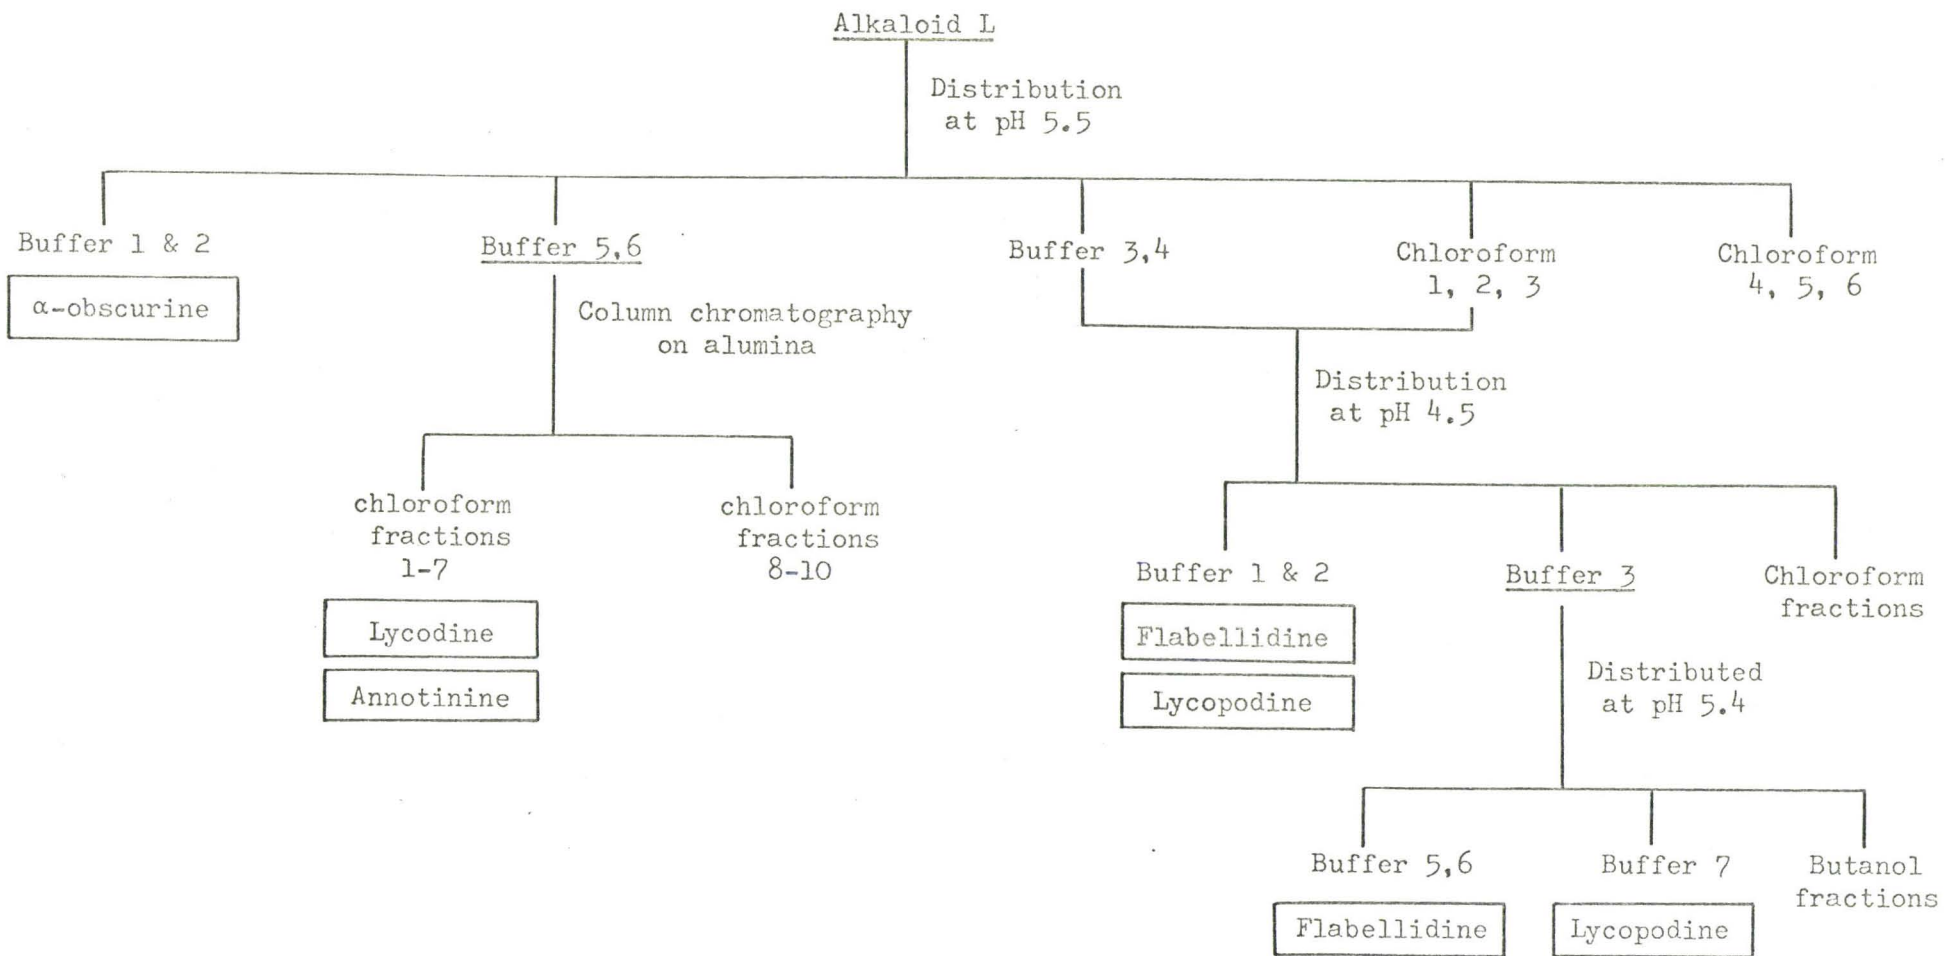 Alkaloid L
Distribution
at pH 5.5
Buffer 1 & 2
α-obscurine
Buffer 5,6
Column chromatography
on alumina
chloroform
fractions
1-7
Lycodine
Annotinine
chloroform
fractions
8-10
Buffer 3,4
Chloroform
1, 2, 3
Chloroform
4, 5, 6
Distribution
at pH 4.5
Buffer 1 & 2
Flabellidine
Lycopodine
Buffer 3
Chloroform
fractions
Distributed
at pH 5.4
Buffer 5,6
Flabellidine
Buffer 7
Lycopodine
Butanol
fractions